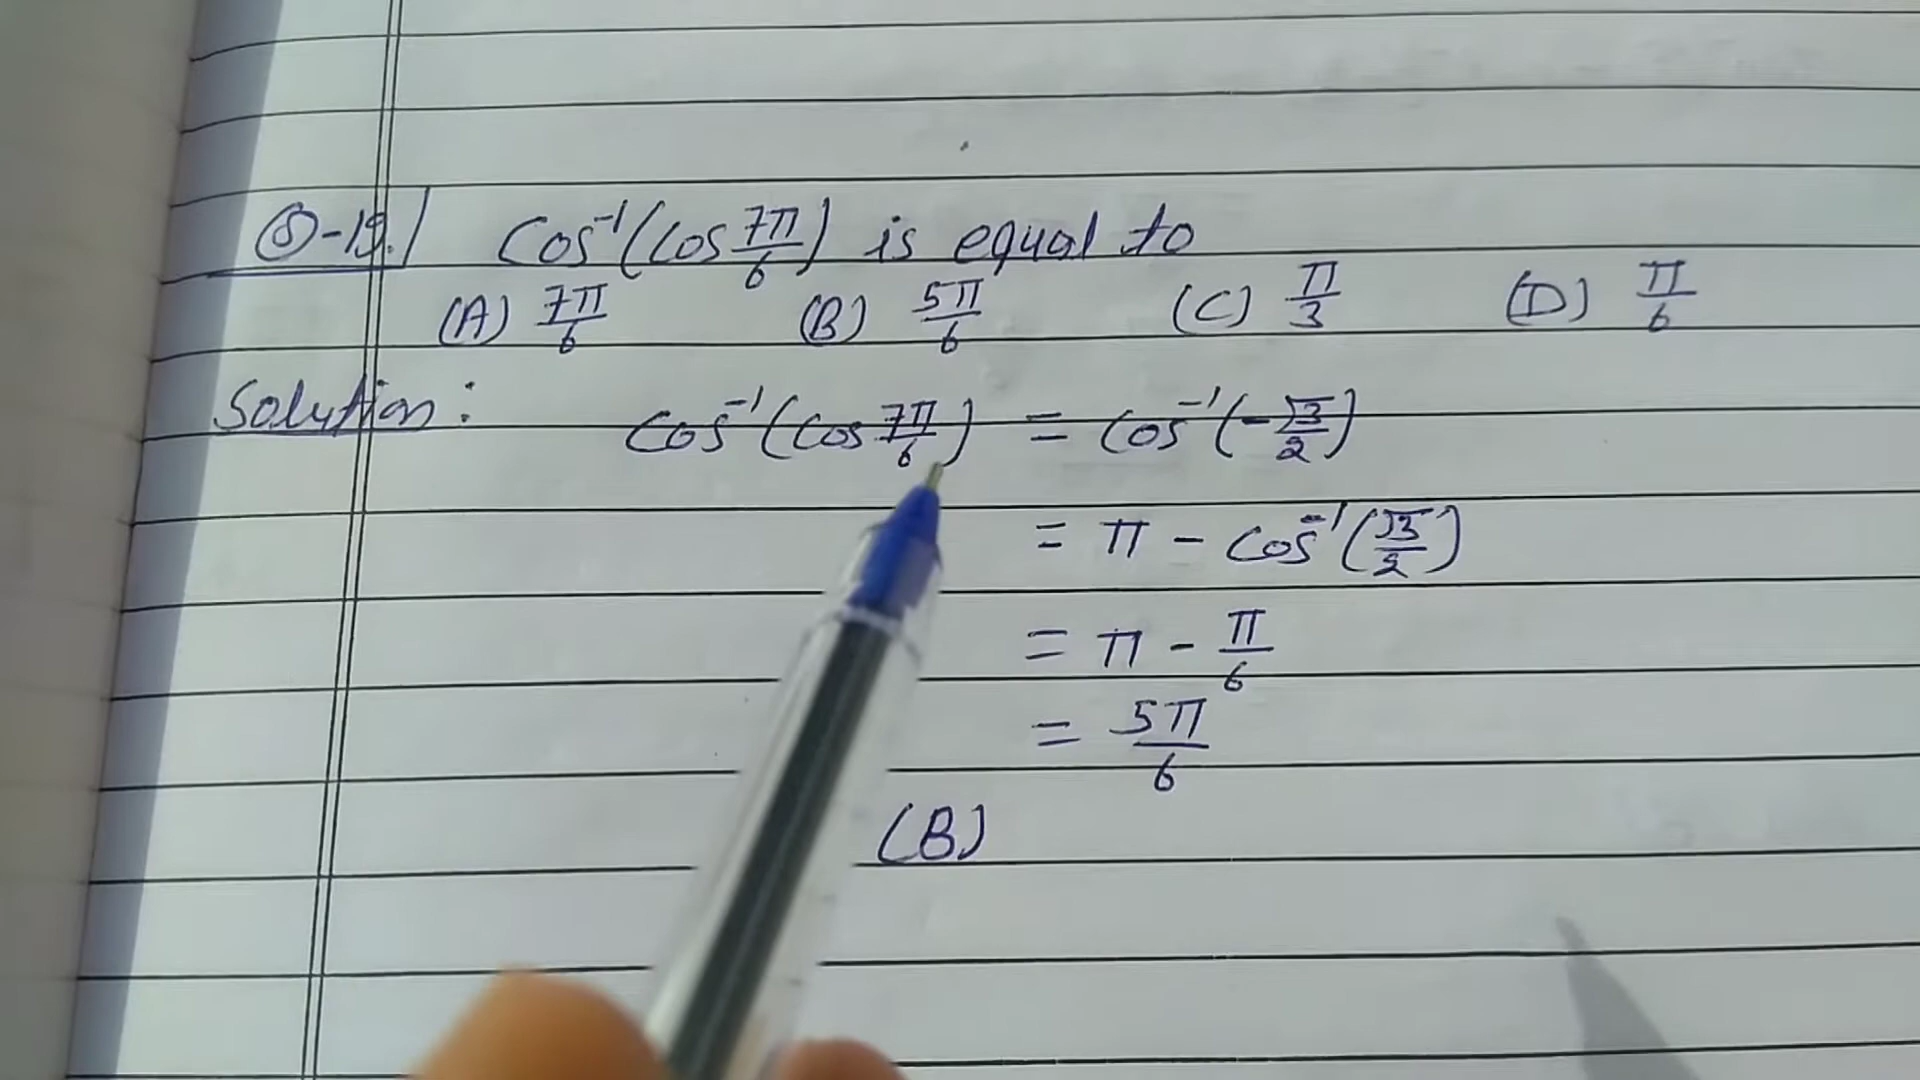 Q-19. Cos⁻¹(Cos 7π/6) is equal to
(A) 7π/6 (B) 5π/6 (C) π/3 (D) π/6
Solution: Cos⁻¹(Cos 7π/6) = Cos⁻¹(-√3/2)
= π - Cos⁻¹(√3/2)
= π - π/6
= 5π/6
(B)